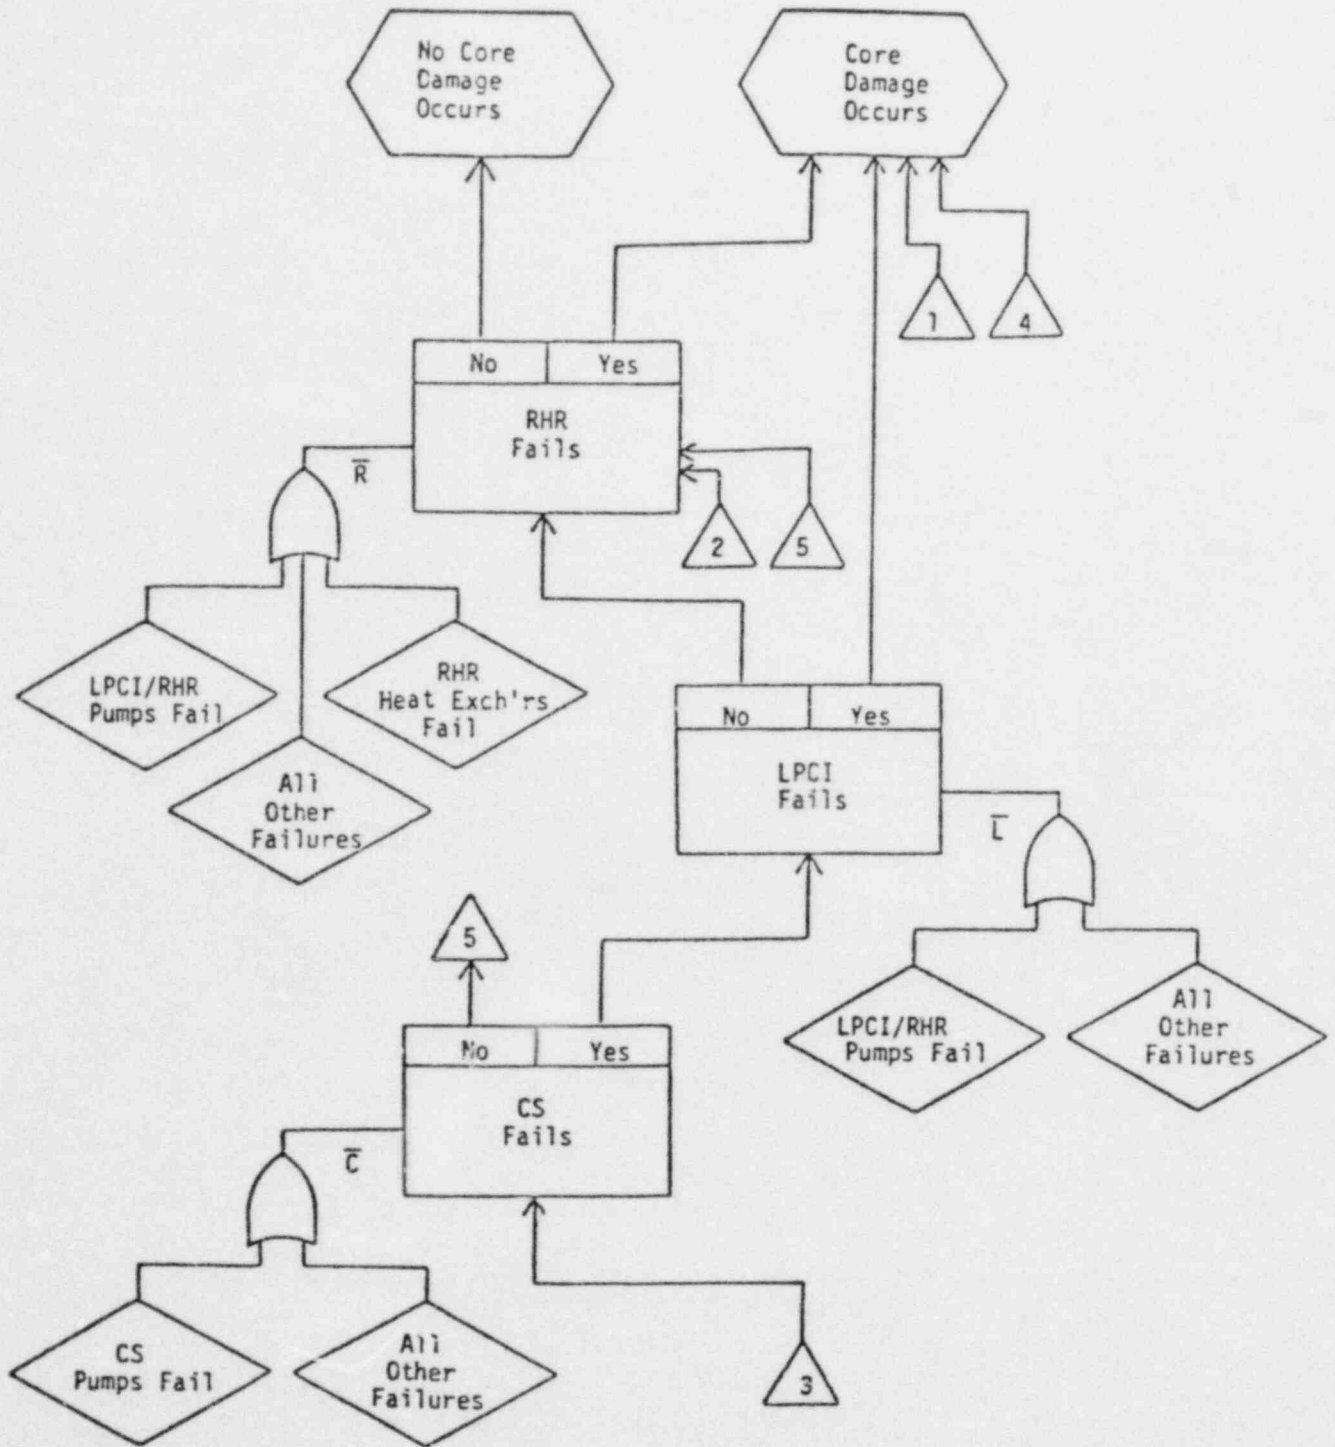 No Core
Damage
Occurs
Core
Damage
Occurs
1
4
No
Yes
RHR
Fails
R̅
2
5
LPCI/RHR
Pumps Fail
RHR
Heat Exch'rs
Fail
All
Other
Failures
No
Yes
LPCI
Fails
L̅
5
LPCI/RHR
Pumps Fail
All
Other
Failures
No
Yes
CS
Fails
C̅
CS
Pumps Fail
All
Other
Failures
3